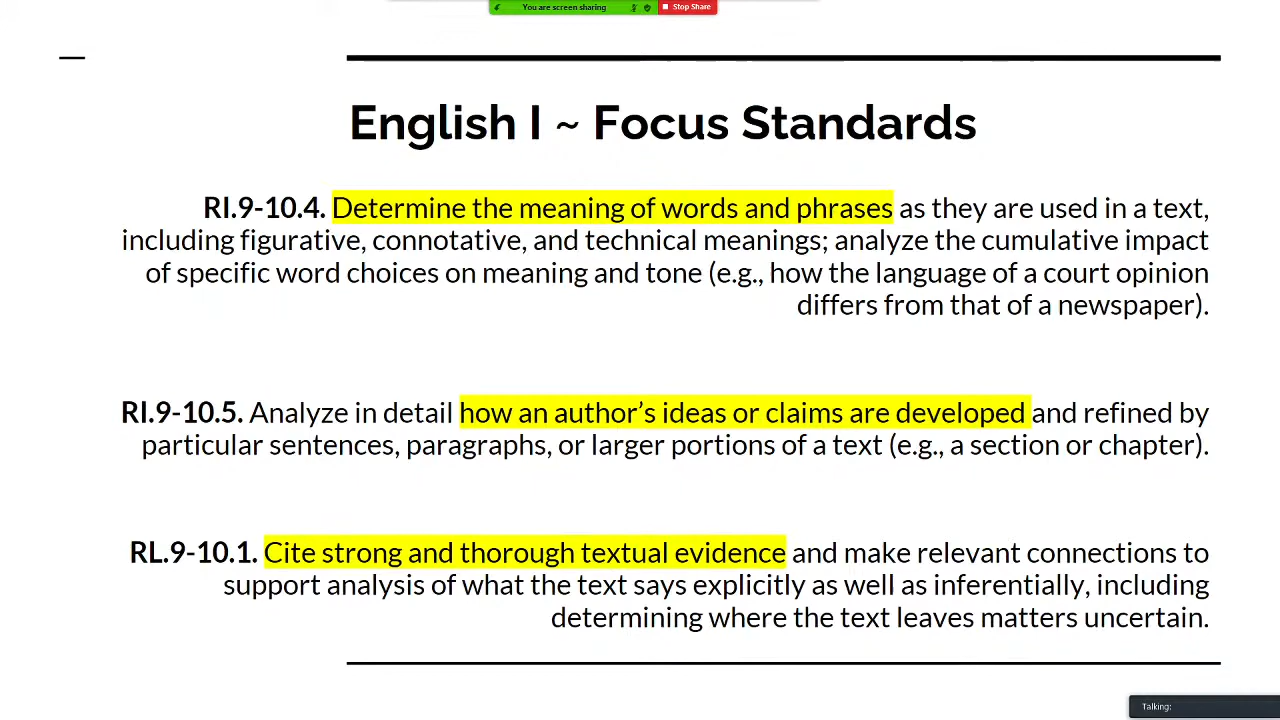 You are screen sharing
Stop Share
English I ~ Focus Standards
RI.9-10.4. Determine the meaning of words and phrases as they are used in a text,
including figurative, connotative, and technical meanings; analyze the cumulative impact
of specific word choices on meaning and tone (e.g., how the language of a court opinion
differs from that of a newspaper).
RI.9-10.5. Analyze in detail how an author’s ideas or claims are developed and refined by
particular sentences, paragraphs, or larger portions of a text (e.g., a section or chapter).
RL.9-10.1. Cite strong and thorough textual evidence and make relevant connections to
support analysis of what the text says explicitly as well as inferentially, including
determining where the text leaves matters uncertain.
Talking: